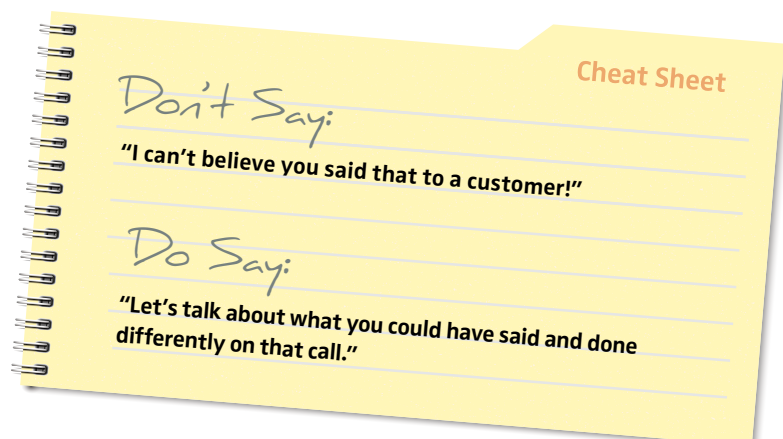 Cheat Sheet
Don't Say:
“I can’t believe you said that to a customer!”
Do Say:
“Let’s talk about what you could have said and done
differently on that call.”